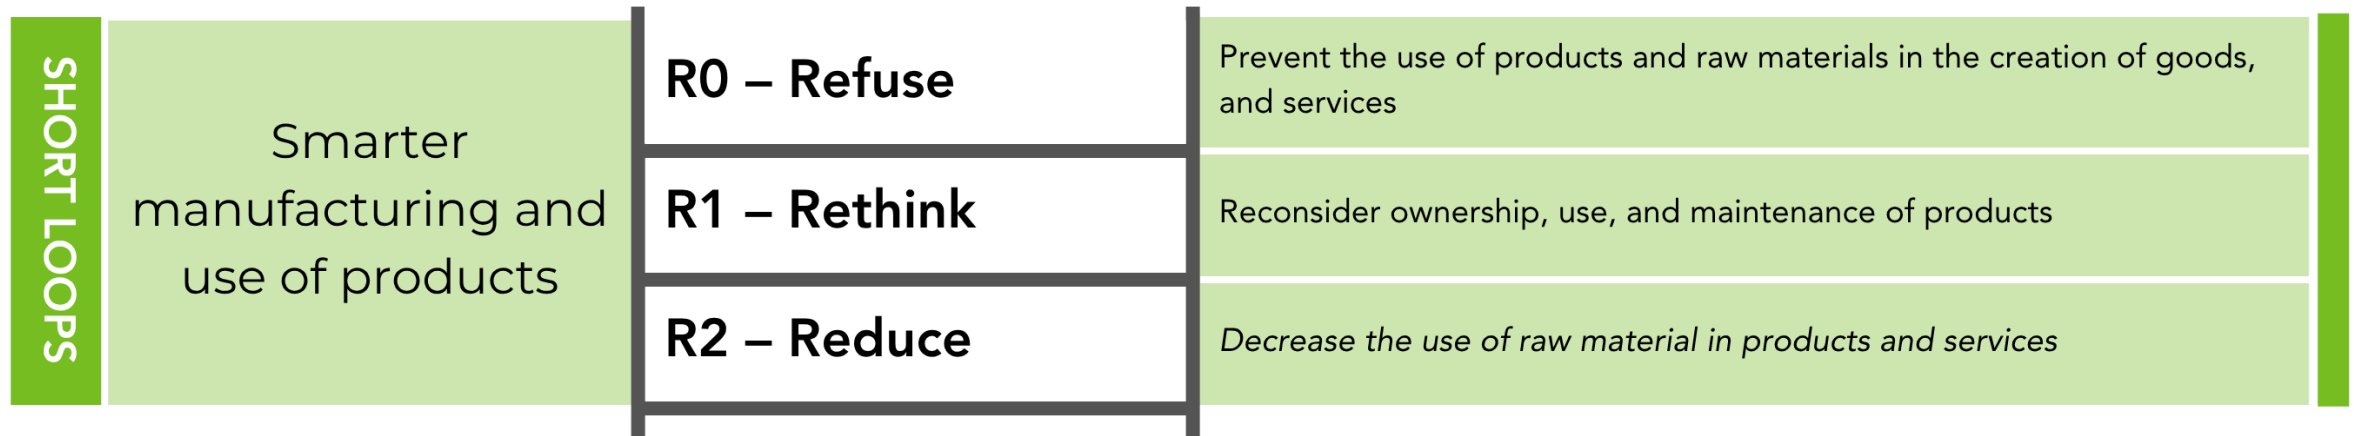 SHORT LOOPS
Smarter
manufacturing and
use of products
R0 – Refuse
Prevent the use of products and raw materials in the creation of goods,
and services
R1 – Rethink
Reconsider ownership, use, and maintenance of products
R2 – Reduce
Decrease the use of raw material in products and services